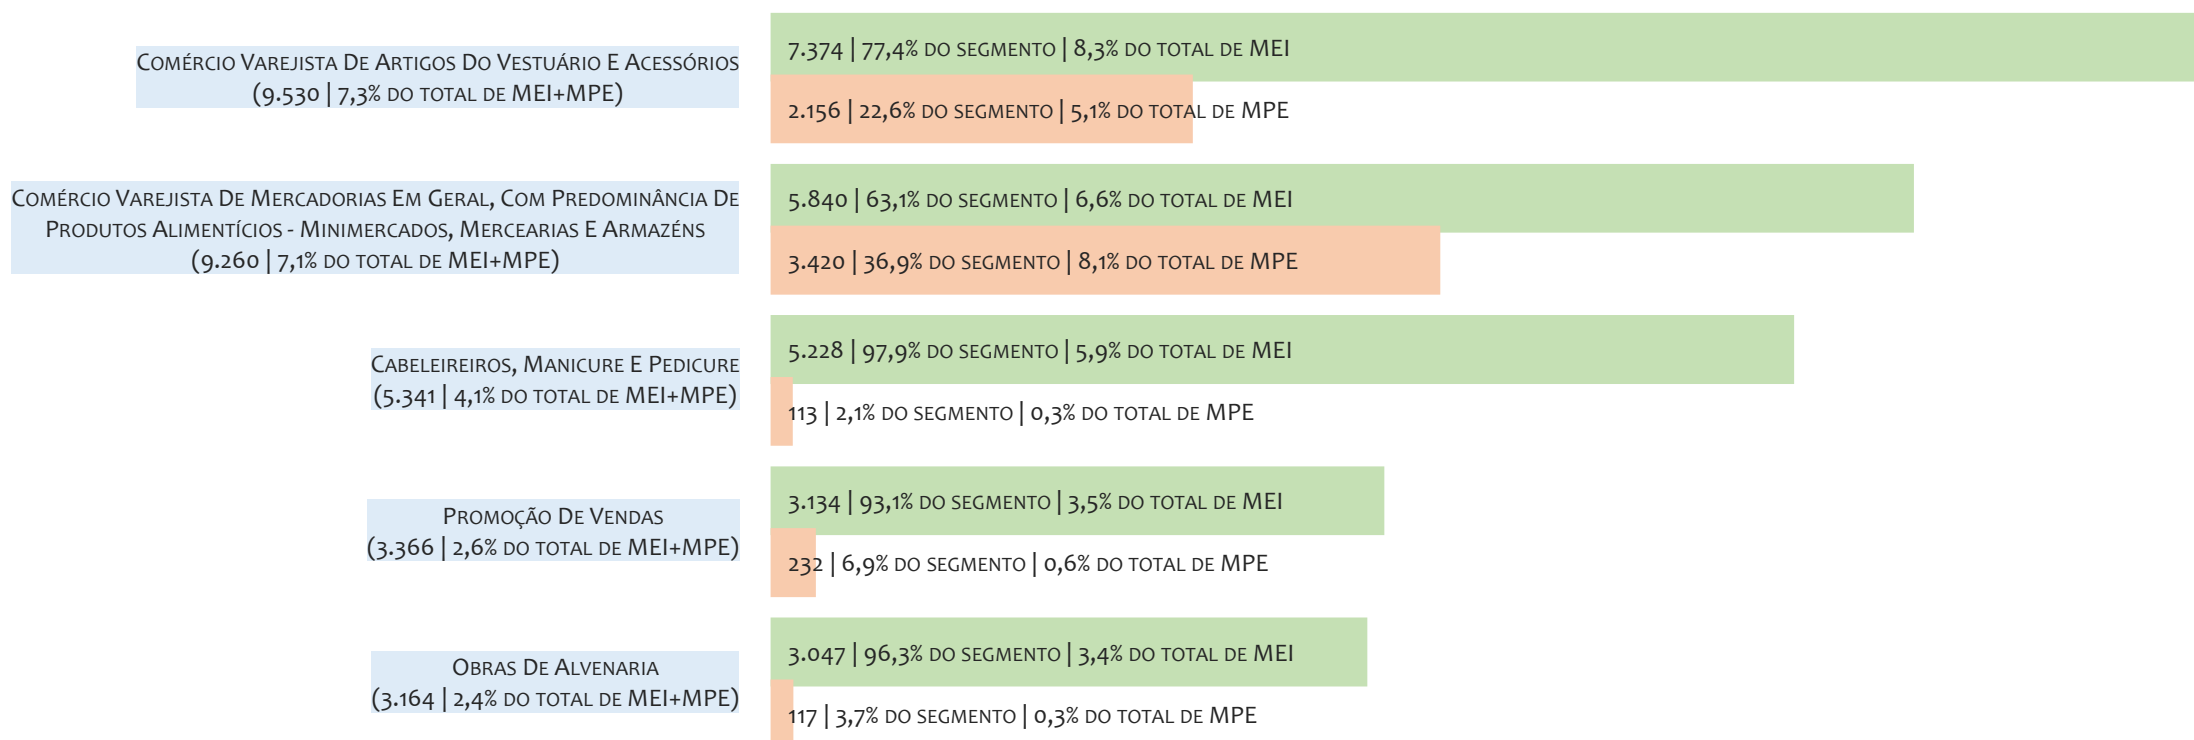 Comércio Varejista De Artigos Do Vestuário E Acessórios
(9.530 | 7,3% do total de MEI+MPE)
7.374 | 77,4% do segmento | 8,3% do total de MEI
2.156 | 22,6% do segmento | 5,1% do total de MPE
Comércio Varejista De Mercadorias Em Geral, Com Predominância De
Produtos Alimentícios - Minimercados, Mercearias E Armazéns
(9.260 | 7,1% do total de MEI+MPE)
5.840 | 63,1% do segmento | 6,6% do total de MEI
3.420 | 36,9% do segmento | 8,1% do total de MPE
Cabeleireiros, Manicure E Pedicure
(5.341 | 4,1% do total de MEI+MPE)
5.228 | 97,9% do segmento | 5,9% do total de MEI
113 | 2,1% do segmento | 0,3% do total de MPE
Promoção De Vendas
(3.366 | 2,6% do total de MEI+MPE)
3.134 | 93,1% do segmento | 3,5% do total de MEI
232 | 6,9% do segmento | 0,6% do total de MPE
Obras De Alvenaria
(3.164 | 2,4% do total de MEI+MPE)
3.047 | 96,3% do segmento | 3,4% do total de MEI
117 | 3,7% do segmento | 0,3% do total de MPE